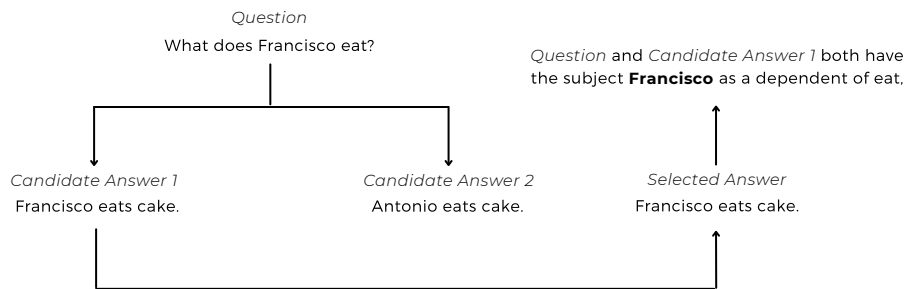 Question
What does Francisco eat?
Question and Candidate Answer 1 both have
the subject Francisco as a dependent of eat,
Candidate Answer 1
Francisco eats cake.
Candidate Answer 2
Antonio eats cake.
Selected Answer
Francisco eats cake.